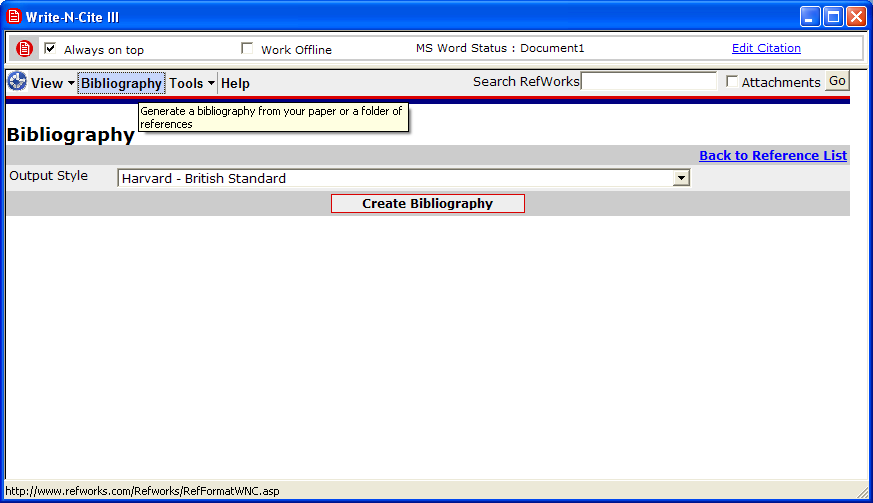 Write-N-Cite III
Always on top Work Offline MS Word Status : Document1 Edit Citation
View Bibliography Tools Help Search RefWorks Attachments Go
Generate a bibliography from your paper or a folder of
references
Bibliography
Back to Reference List
Output Style Harvard - British Standard
Create Bibliography
http://www.refworks.com/Refworks/RefFormatWNC.asp